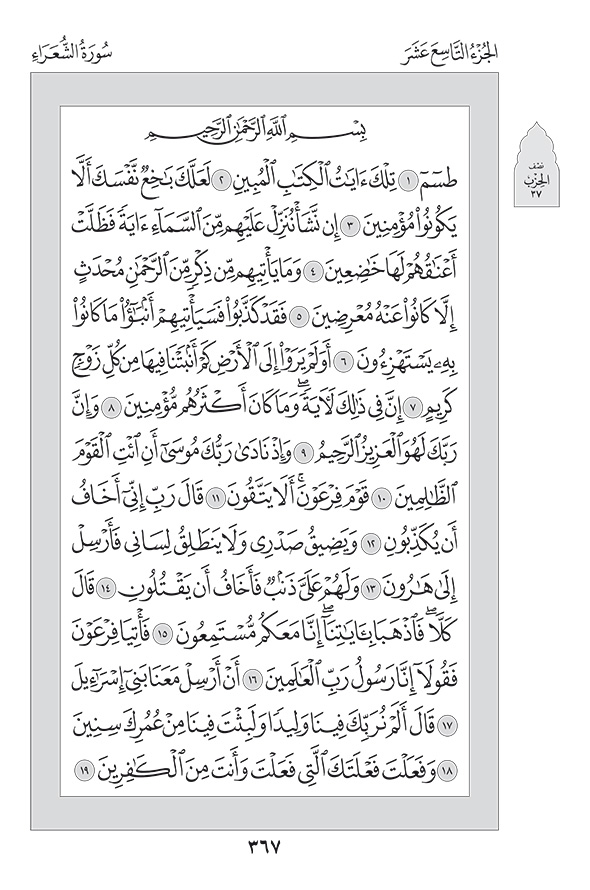 الجُزْءُ التَّاسِعَ عَشَرَ
سُورَةُ الشُّعَرَاءِ
بِسْمِ ٱللَّهِ ٱلرَّحْمَٰنِ ٱلرَّحِيمِ
طسٓمٓ ١ تِلْكَ ءَايَٰتُ ٱلْكِتَٰبِ ٱلْمُبِينِ ٢ لَعَلَّكَ بَٰخِعٌ نَّفْسَكَ أَلَّا
يَكُونُوا۟ مُؤْمِنِينَ ٣ إِن نَّشَأْ نُنَزِّلْ عَلَيْهِم مِّنَ ٱلسَّمَآءِ ءَايَةً فَظَلَّتْ
أَعْنَٰقُهُمْ لَهَا خَٰضِعِينَ ٤ وَمَا يَأْتِيهِم مِّن ذِكْرٍ مِّنَ ٱلرَّحْمَٰنِ مُحْدَثٍ
إِلَّا كَانُوا۟ عَنْهُ مُعْرِضِينَ ٥ فَقَدْ كَذَّبُوا۟ فَسَيَأْتِيهِمْ أَنۢبَٰٓؤُا۟ مَا كَانُوا۟
بِهِۦ يَسْتَهْزِءُونَ ٦ أَوَلَمْ يَرَوْا۟ إِلَى ٱلْأَرْضِ كَمْ أَنۢبَتْنَا فِيهَا مِن كُلِّ زَوْجٍ
كَرِيمٍ ٧ إِنَّ فِى ذَٰلِكَ لَءَايَةً ۖ وَمَا كَانَ أَكْثَرُهُم مُّؤْمِنِينَ ٨ وَإِنَّ
رَبَّكَ لَهُوَ ٱلْعَزِيزُ ٱلرَّحِيمُ ٩ وَإِذْ نَادَىٰ رَبُّكَ مُوسَىٰٓ أَنِ ٱئْتِ ٱلْقَوْمَ
ٱلظَّٰلِمِينَ ١٠ قَوْمَ فِرْعَوْنَ ۚ أَلَا يَتَّقُونَ ١١ قَالَ رَبِّ إِنِّىٓ أَخَافُ
أَن يُكَذِّبُونِ ١٢ وَيَضِيقُ صَدْرِى وَلَا يَنطَلِقُ لِسَانِى فَأَرْسِلْ
إِلَىٰ هَٰرُونَ ١٣ وَلَهُمْ عَلَىَّ ذَنۢبٌ فَأَخَافُ أَن يَقْتُلُونِ ١٤ قَالَ
كَلَّا ۖ فَٱذْهَبَا بِـَٔايَٰتِنَآ ۖ إِنَّا مَعَكُم مُّسْتَمِعُونَ ١٥ فَأْتِيَا فِرْعَوْنَ
فَقُولَآ إِنَّا رَسُولُ رَبِّ ٱلْعَٰلَمِينَ ١٦ أَنْ أَرْسِلْ مَعَنَا بَنِىٓ إِسْرَٰٓءِيلَ
١٧ قَالَ أَلَمْ نُرَبِّكَ فِينَا وَلِيدًا وَلَبِثْتَ فِينَا مِنْ عُمُرِكَ سِنِينَ
١٨ وَفَعَلْتَ فَعْلَتَكَ ٱلَّتِى فَعَلْتَ وَأَنتَ مِنَ ٱلْكَٰفِرِينَ ١٩
نصف
الحِزْب
٣٧
٣٦٧